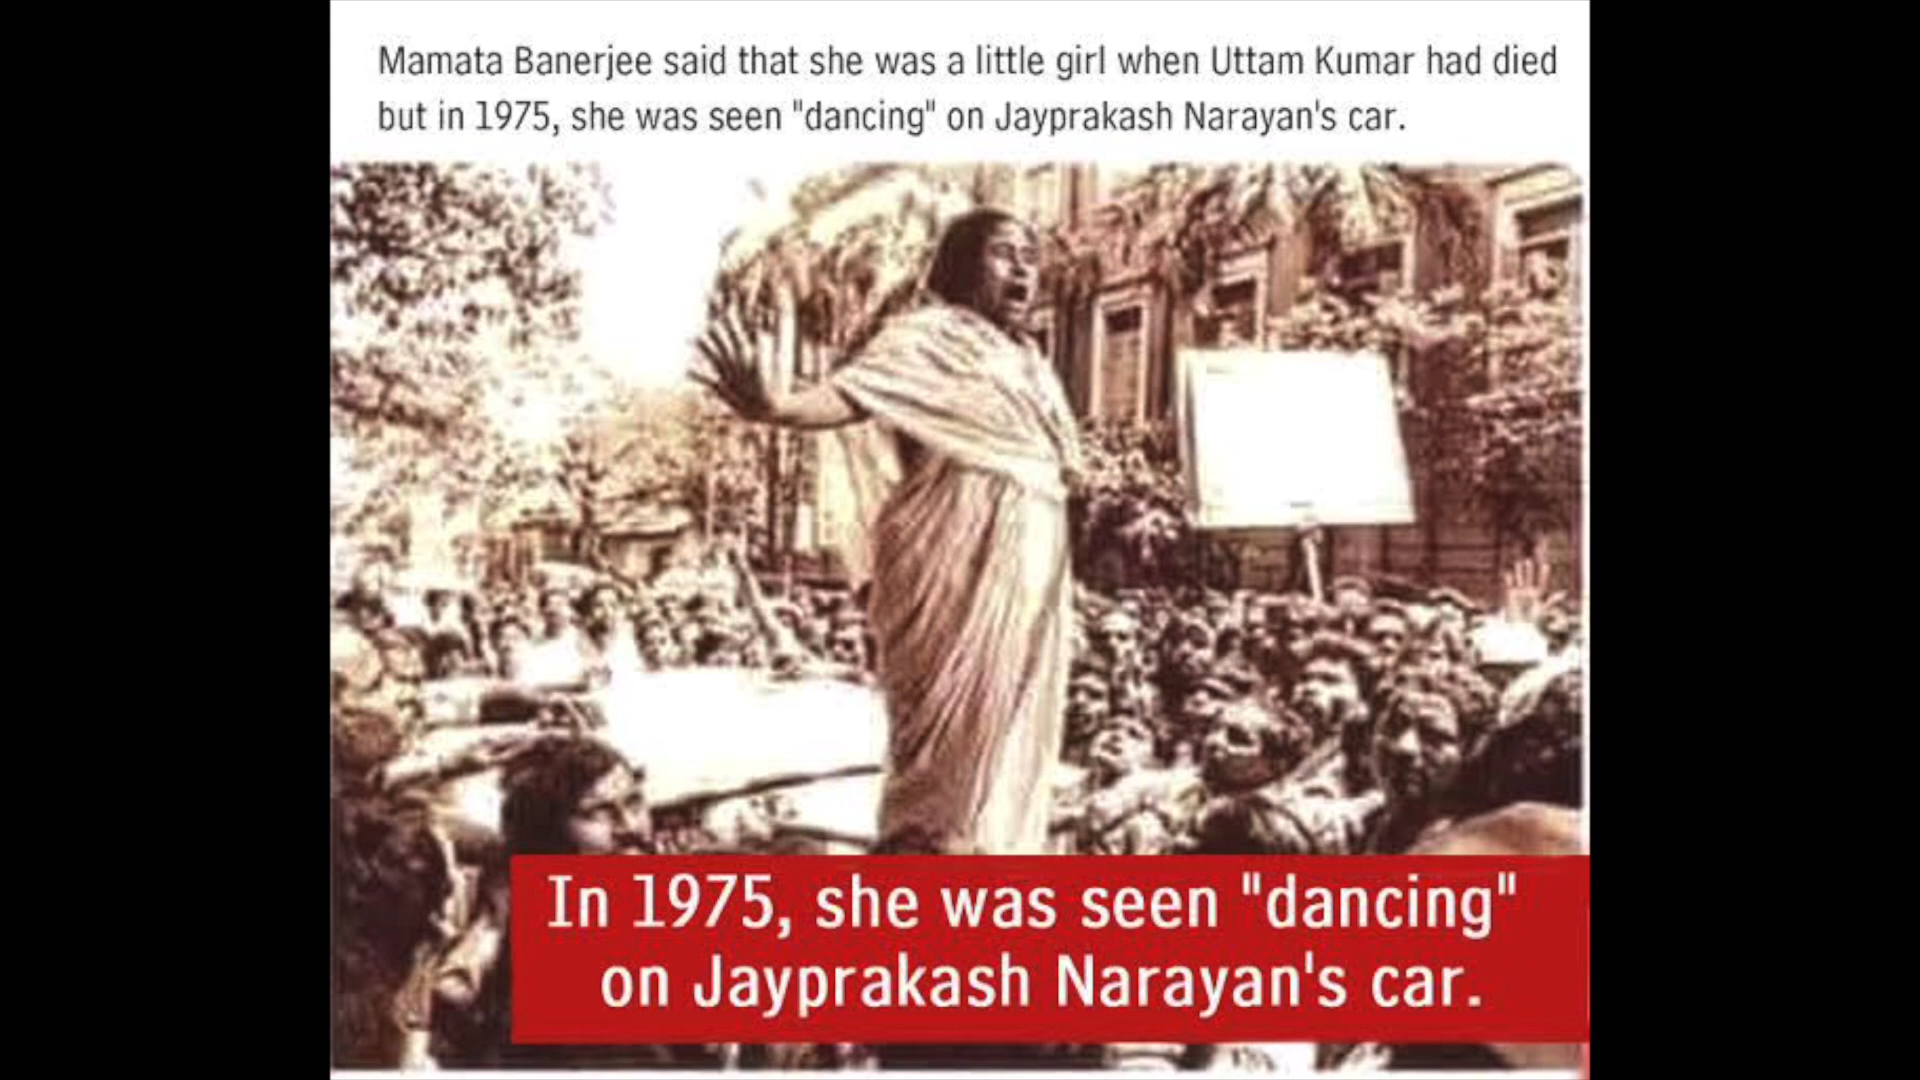 Mamata Banerjee said that she was a little girl when Uttam Kumar had died
but in 1975, she was seen "dancing" on Jayprakash Narayan's car.
In 1975, she was seen "dancing"
on Jayprakash Narayan's car.